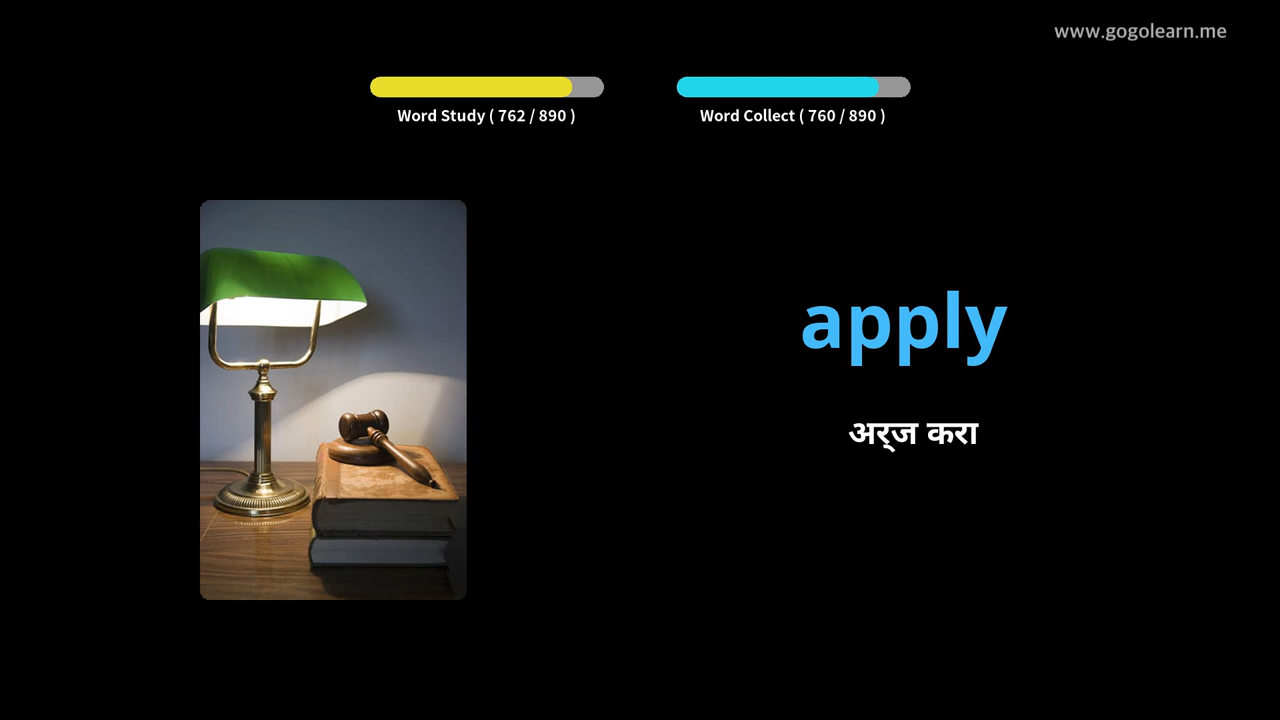 www.gogolearn.me
Word Study ( 762 / 890 )
Word Collect ( 760 / 890 )
apply
अर्‍ज करा